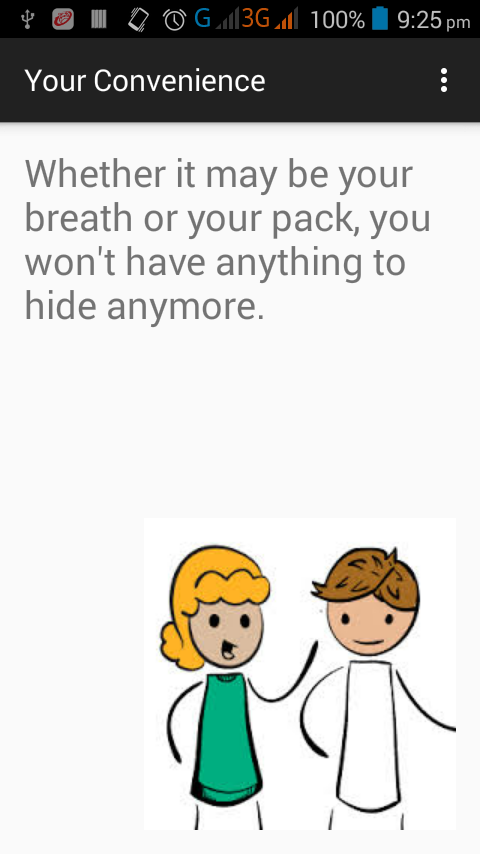 G 3G 100% 9:25 pm
Your Convenience
Whether it may be your
breath or your pack, you
won't have anything to
hide anymore.